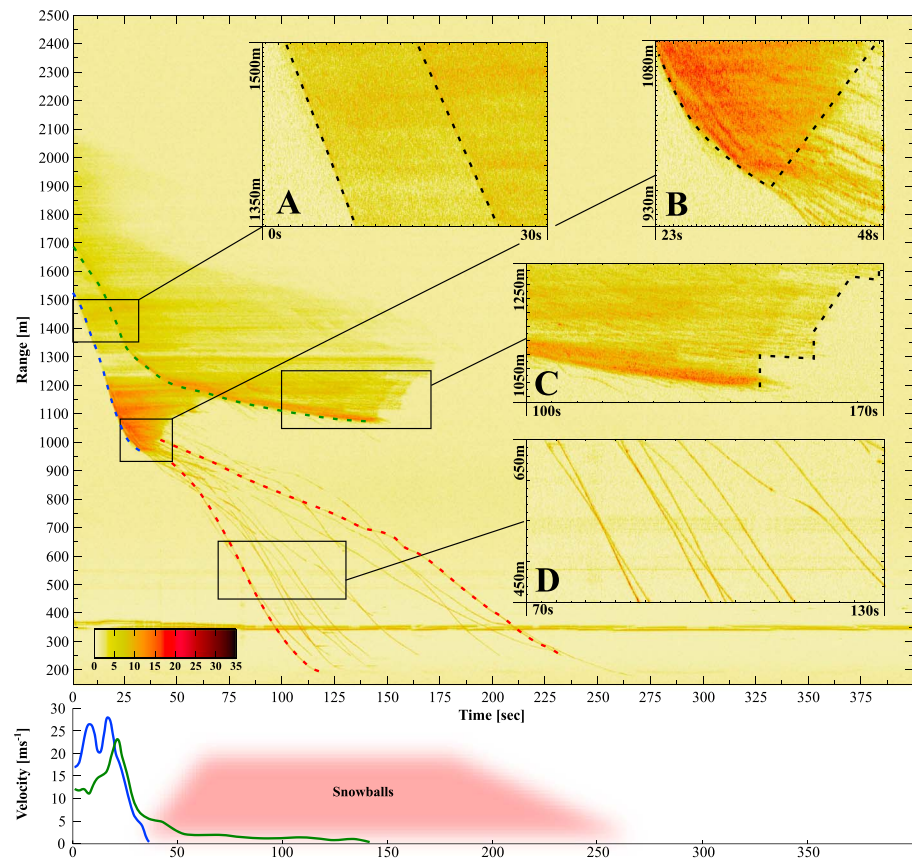 2500
2400
2300
2200
2100
2000
1900
1800
1700
1600
1500
1400
1300
1200
1100
1000
900
800
700
600
500
400
300
200
Range [m]
1500m
1350m
A
0s
30s
1080m
930m
B
23s
48s
1250m
1050m
C
100s
170s
650m
450m
D
70s
130s
0 5 10 15 20 25 30 35
0 25 50 75 100 125 150 175 200 225 250 275 300 325 350 375
Time [sec]
30
25
20
15
10
5
0
Velocity [ms-1]
Snowballs
0 50 100 150 200 250 300 350